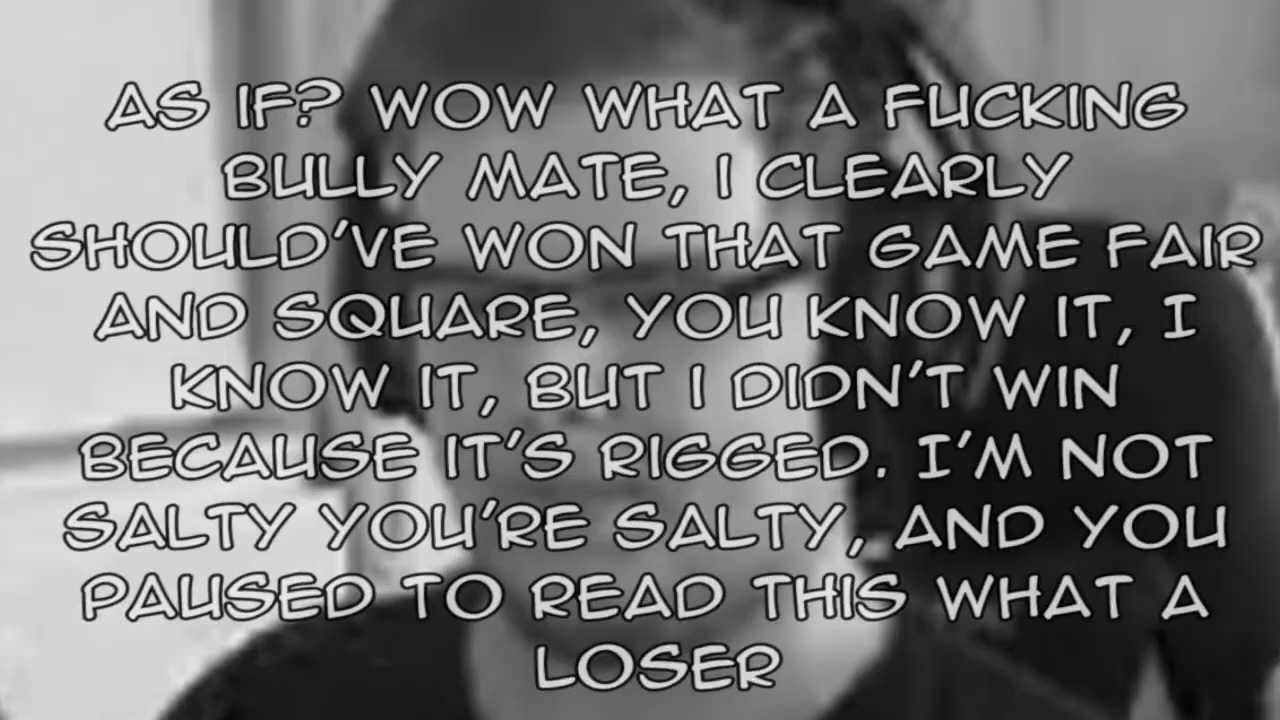 AS IF? WOW WHAT A FUCKING
BULLY MATE, I CLEARLY
SHOULD'VE WON THAT GAME FAIR
AND SQUARE, YOU KNOW IT, I
KNOW IT, BUT I DIDN'T WIN
BECAUSE IT'S RIGGED. I'M NOT
SALTY YOU'RE SALTY, AND YOU
PAUSED TO READ THIS WHAT A
LOSER